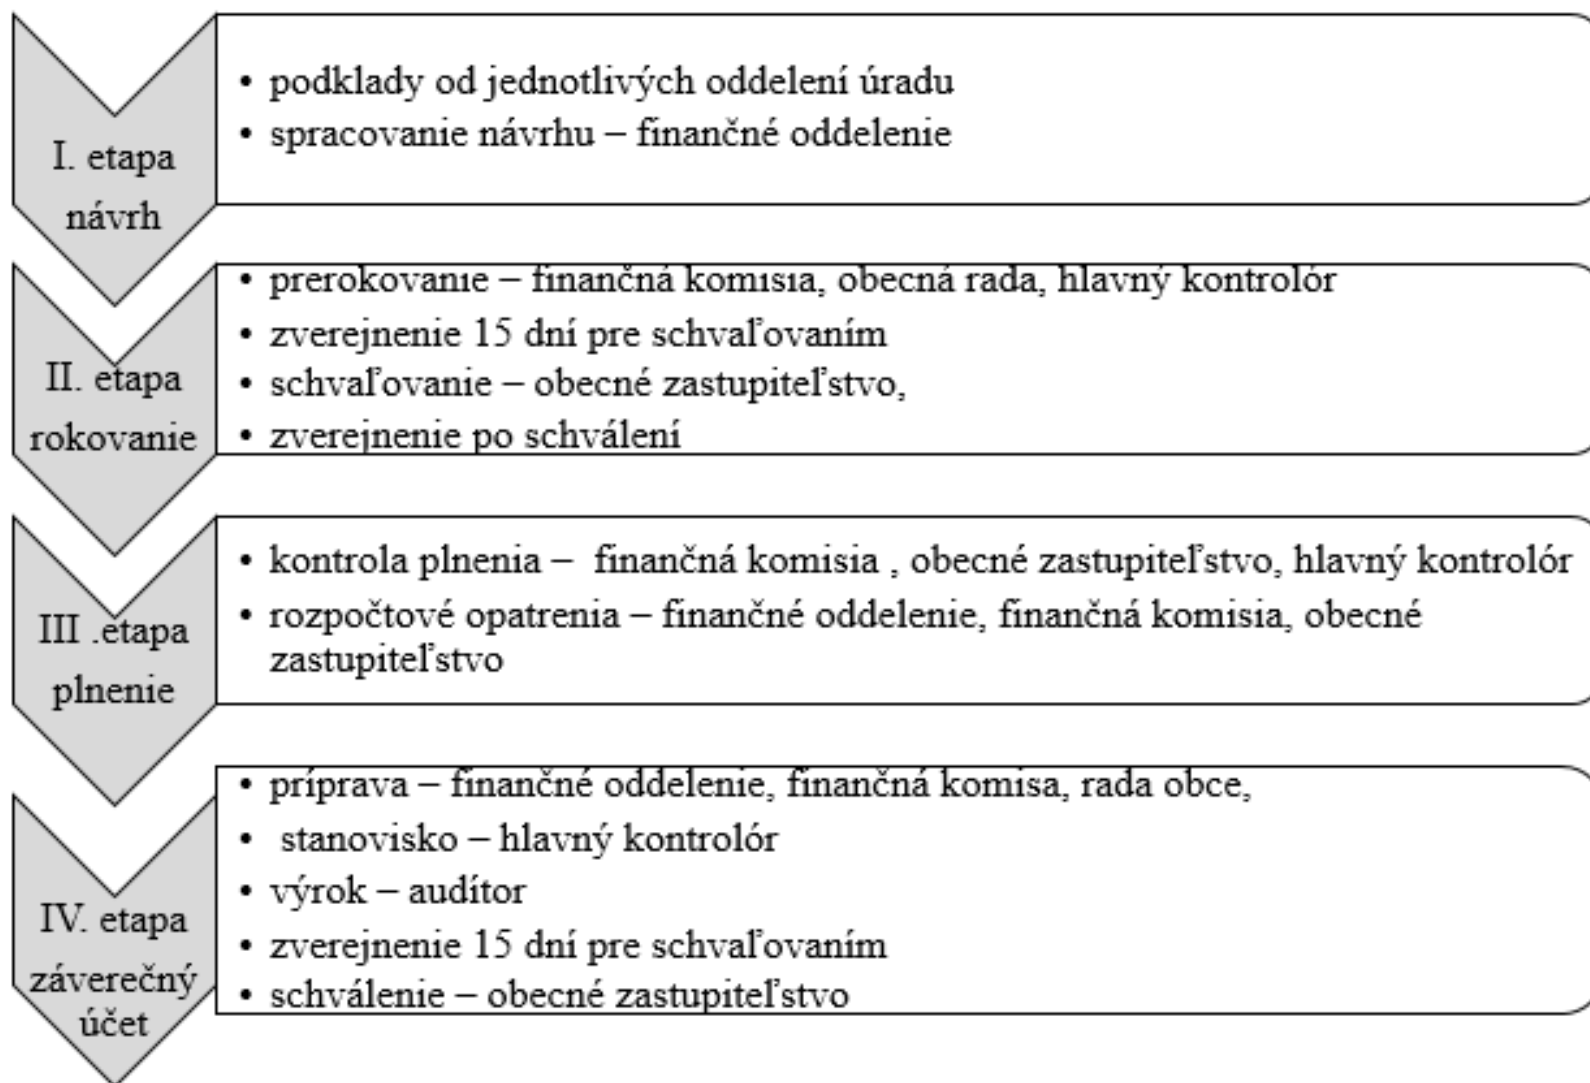 I. etapa
návrh
• podklady od jednotlivých oddelení úradu
• spracovanie návrhu – finančné oddelenie
II. etapa
rokovanie
• prerokovanie – finančná komisia, obecná rada, hlavný kontrolór
• zverejnenie 15 dní pre schvaľovaním
• schvaľovanie – obecné zastupiteľstvo,
• zverejnenie po schválení
III .etapa
plnenie
• kontrola plnenia –  finančná komisia , obecné zastupiteľstvo, hlavný kontrolór
• rozpočtové opatrenia – finančné oddelenie, finančná komisia, obecné
zastupiteľstvo
IV. etapa
záverečný
účet
• príprava – finančné oddelenie, finančná komisa, rada obce,
•  stanovisko – hlavný kontrolór
• výrok – audítor
• zverejnenie 15 dní pre schvaľovaním
• schválenie – obecné zastupiteľstvo